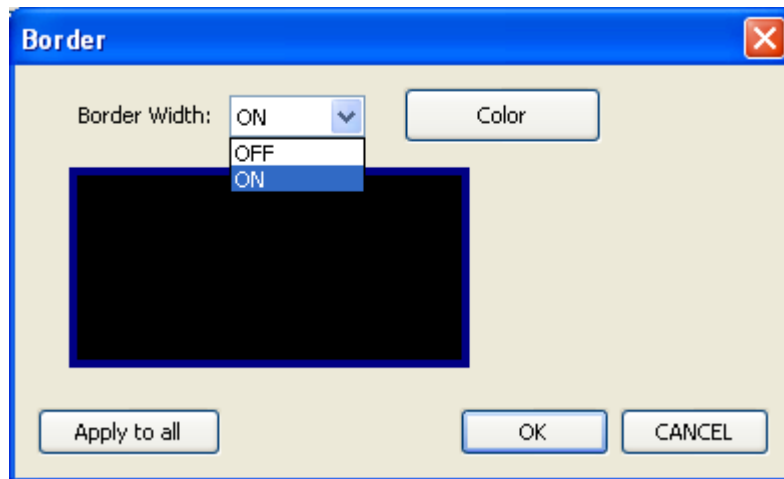 Border
Border Width: ON Color
OFF
ON
Apply to all OK CANCEL